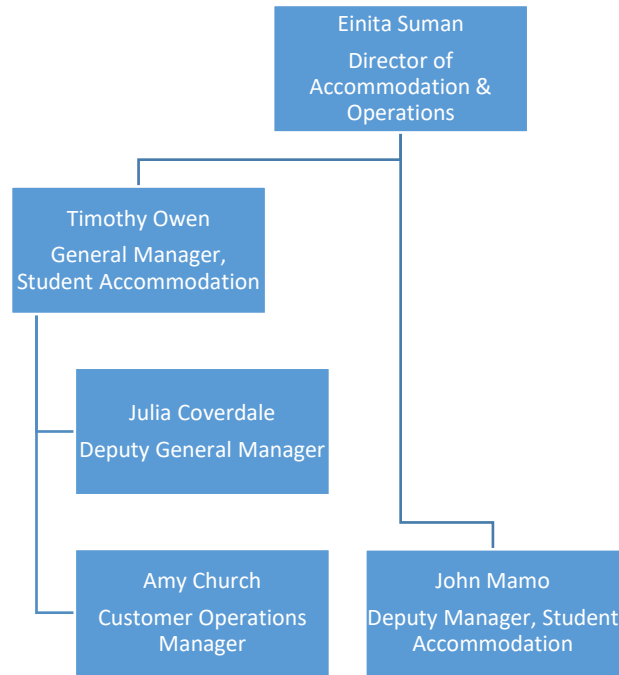 Einita Suman
Director of
Accommodation &
Operations
Timothy Owen
General Manager,
Student Accommodation
Julia Coverdale
Deputy General Manager
Amy Church
Customer Operations
Manager
John Mamo
Deputy Manager, Student
Accommodation